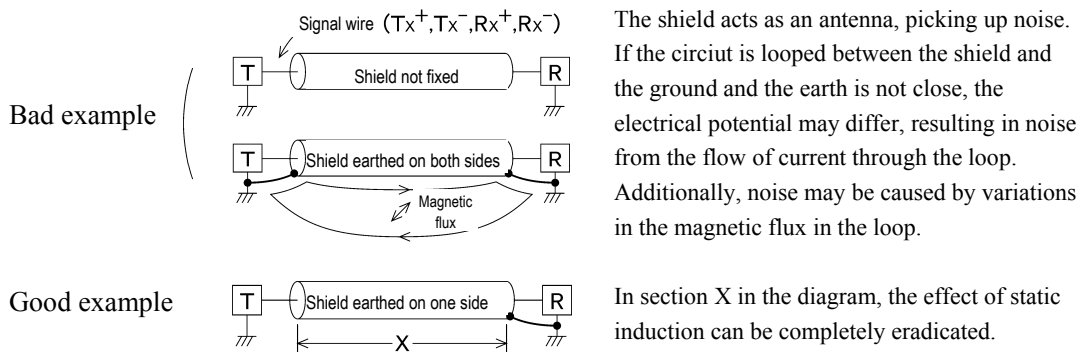 Signal wire (Tx+,Tx−,Rx+,Rx−)
T
Shield not fixed
R
Bad example
T
Shield earthed on both sides
R
Magnetic
flux
The shield acts as an antenna, picking up noise.
If the circiut is looped between the shield and
the ground and the earth is not close, the
electrical potential may differ, resulting in noise
from the flow of current through the loop.
Additionally, noise may be caused by variations
in the magnetic flux in the loop.
Good example
T
Shield earthed on one side
R
X
In section X in the diagram, the effect of static
induction can be completely eradicated.